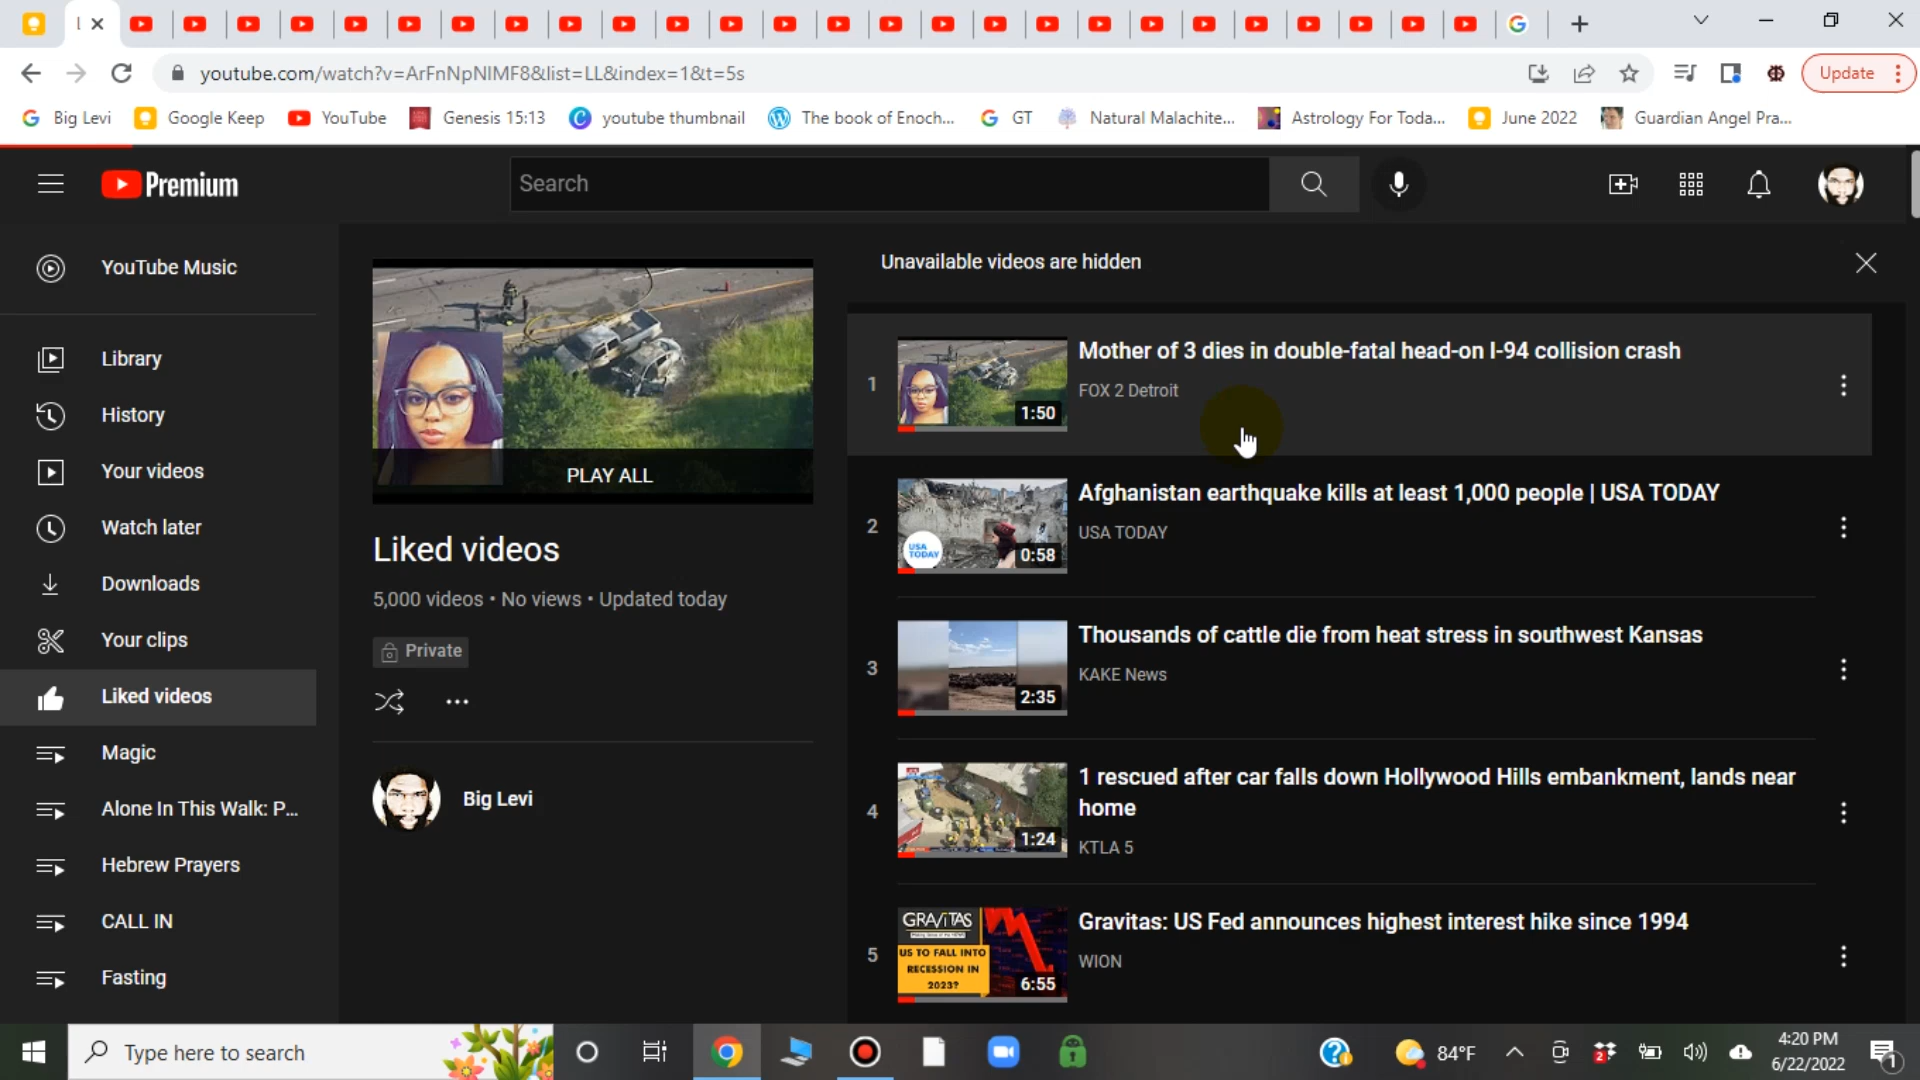 youtube.com/watch?v=ArFnNpNIMF8&list=LL&index=1&t=5s
Update
Big Levi
Google Keep
YouTube
Genesis 15:13
youtube thumbnail
The book of Enoch...
GT
Natural Malachite...
Astrology For Toda...
June 2022
Guardian Angel Pra...
Premium
Search
YouTube Music
Library
History
Your videos
Watch later
Downloads
Your clips
Liked videos
Magic
Alone In This Walk: P...
Hebrew Prayers
CALL IN
Fasting
PLAY ALL
Liked videos
5,000 videos • No views • Updated today
Private
Big Levi
Unavailable videos are hidden
1
1:50
Mother of 3 dies in double-fatal head-on I-94 collision crash
FOX 2 Detroit
2
USA
TODAY
0:58
Afghanistan earthquake kills at least 1,000 people | USA TODAY
USA TODAY
3
2:35
Thousands of cattle die from heat stress in southwest Kansas
KAKE News
4
1:24
1 rescued after car falls down Hollywood Hills embankment, lands near
home
KTLA 5
5
GRAVITAS
US TO FALL INTO
RECESSION IN
2023?
6:55
Gravitas: US Fed announces highest interest hike since 1994
WION
Type here to search
84°F
2
4:20 PM
6/22/2022
1